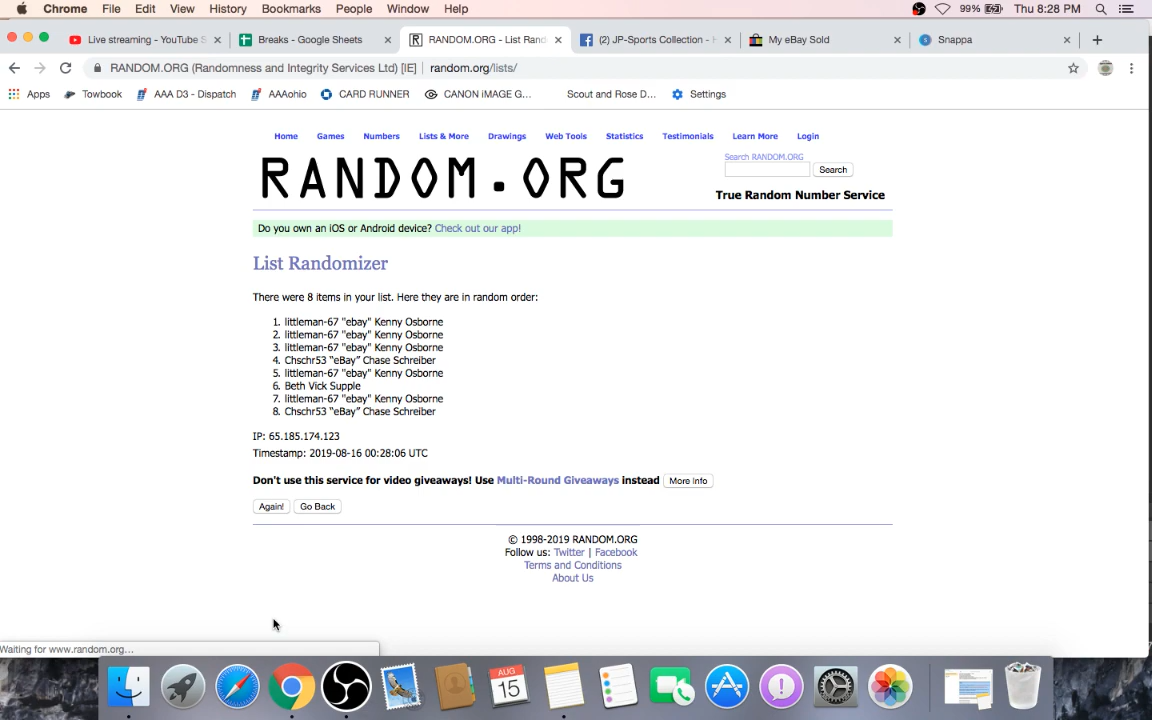 Chrome File Edit View History Bookmarks People Window Help 99% Thu 8:28 PM
Live streaming - YouTube S Breaks - Google Sheets RANDOM.ORG - List Rand (2) JP-Sports Collection - H My eBay Sold Snappa
RANDOM.ORG (Randomness and Integrity Services Ltd) [IE] random.org/lists/
Apps Towbook AAA D3 - Dispatch AAAohio CARD RUNNER CANON iMAGE G... Scout and Rose D... Settings
Home Games Numbers Lists & More Drawings Web Tools Statistics Testimonials Learn More Login
RANDOM.ORG
Search RANDOM.ORG
Search
True Random Number Service
Do you own an iOS or Android device? Check out our app!
List Randomizer
There were 8 items in your list. Here they are in random order:
1. littleman-67 "ebay" Kenny Osborne
2. littleman-67 "ebay" Kenny Osborne
3. littleman-67 "ebay" Kenny Osborne
4. Chschr53 “eBay” Chase Schreiber
5. littleman-67 "ebay" Kenny Osborne
6. Beth Vick Supple
7. littleman-67 "ebay" Kenny Osborne
8. Chschr53 “eBay” Chase Schreiber
IP: 65.185.174.123
Timestamp: 2019-08-16 00:28:06 UTC
Don't use this service for video giveaways! Use Multi-Round Giveaways instead More Info
Again! Go Back
© 1998-2019 RANDOM.ORG
Follow us: Twitter | Facebook
Terms and Conditions
About Us
Waiting for www.random.org...
AUG
15